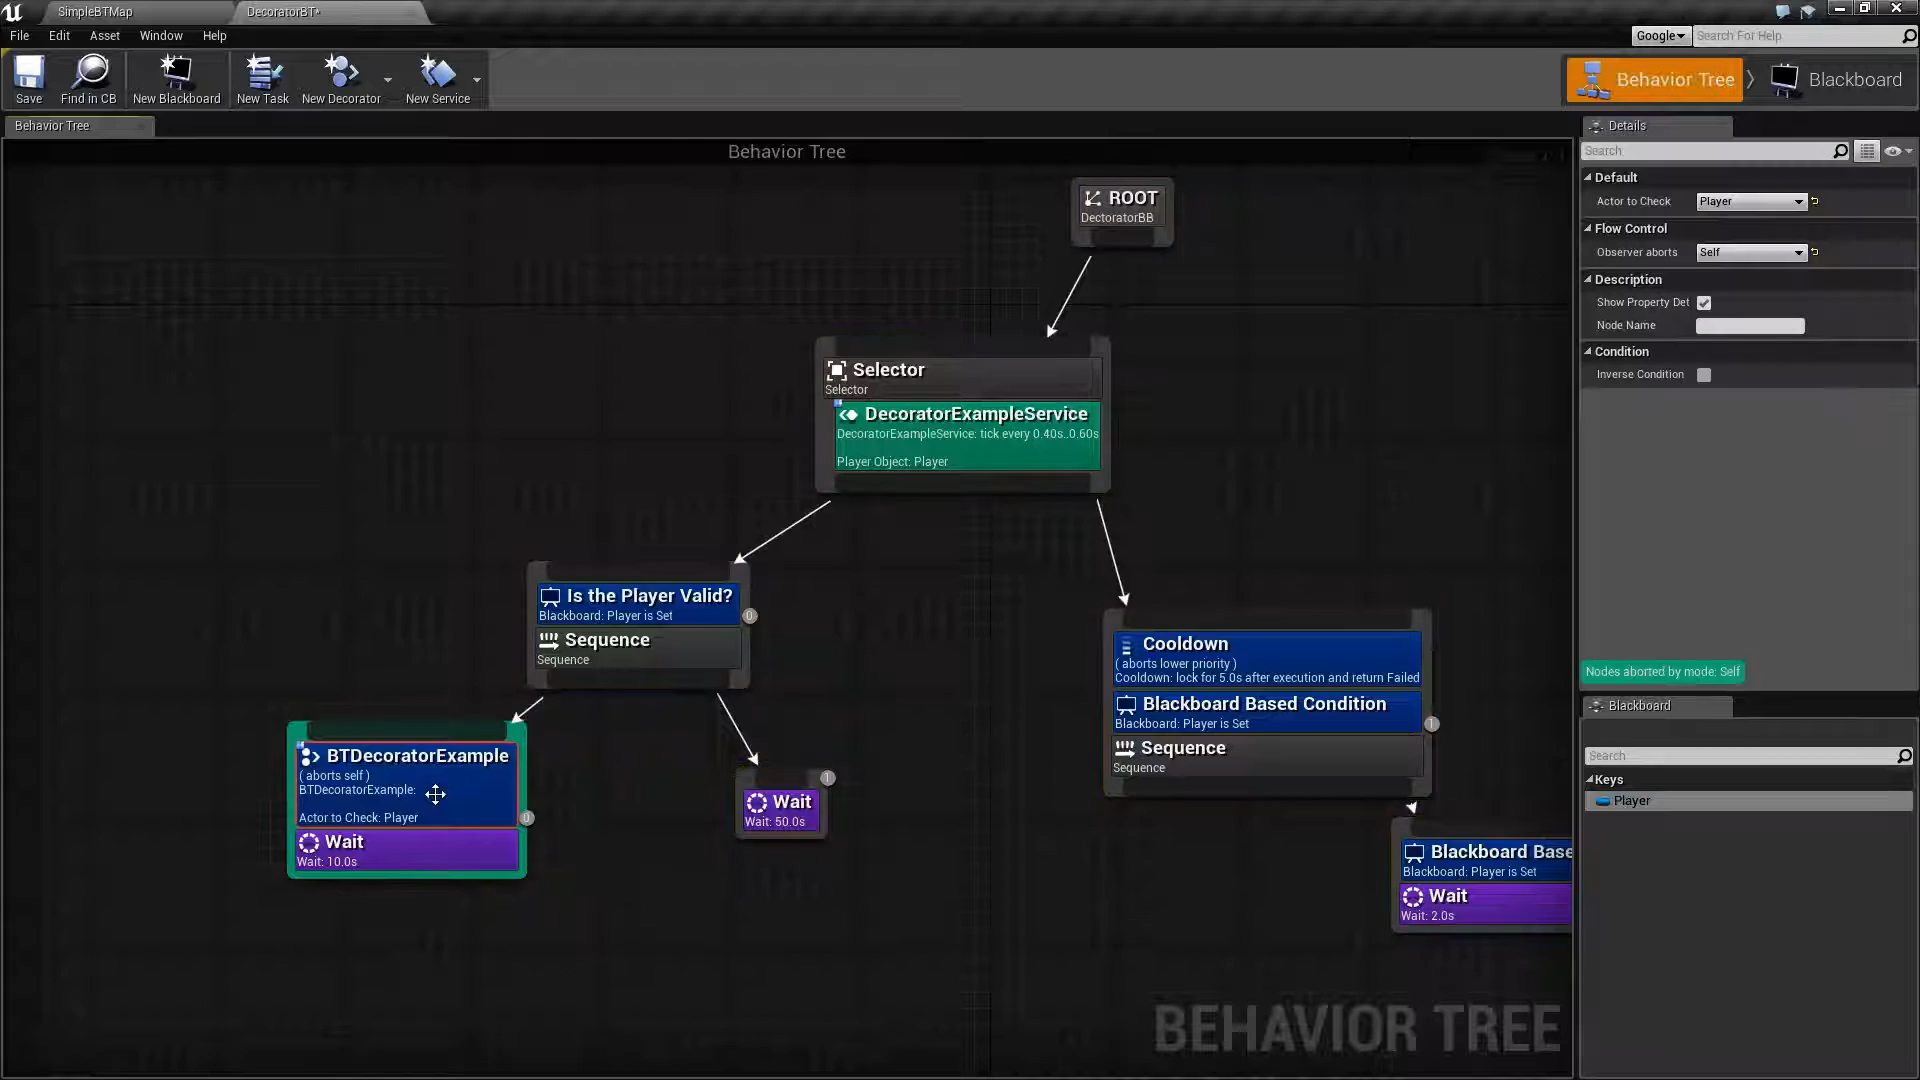 SimpleBTMap
DecoratorBT•
File Edit Asset Window Help
Google
Search For Help
Save
Find in CB
New Blackboard
New Task
New Decorator
New Service
Behavior Tree
Blackboard
Behavior Tree
Behavior Tree
ROOT
DectoratorBB
Selector
Selector
DecoratorExampleService
DecoratorExampleService: tick every 0.40s..0.60s
Player Object: Player
Is the Player Valid?
Blackboard: Player is Set
0
Sequence
Sequence
Cooldown
( aborts lower priority )
Cooldown: lock for 5.0s after execution and return Failed
Blackboard Based Condition
Blackboard: Player is Set
1
Sequence
Sequence
BTDecoratorExample
( aborts self )
BTDecoratorExample:
Actor to Check: Player
0
Wait
Wait: 10.0s
1
Wait
Wait: 50.0s
Blackboard Base
Blackboard: Player is Set
Wait
Wait: 2.0s
BEHAVIOR TREE
Details
Search
Default
Actor to Check Player
Flow Control
Observer aborts Self
Description
Show Property Det
Node Name
Condition
Inverse Condition
Nodes aborted by mode: Self
Blackboard
Search
Keys
Player